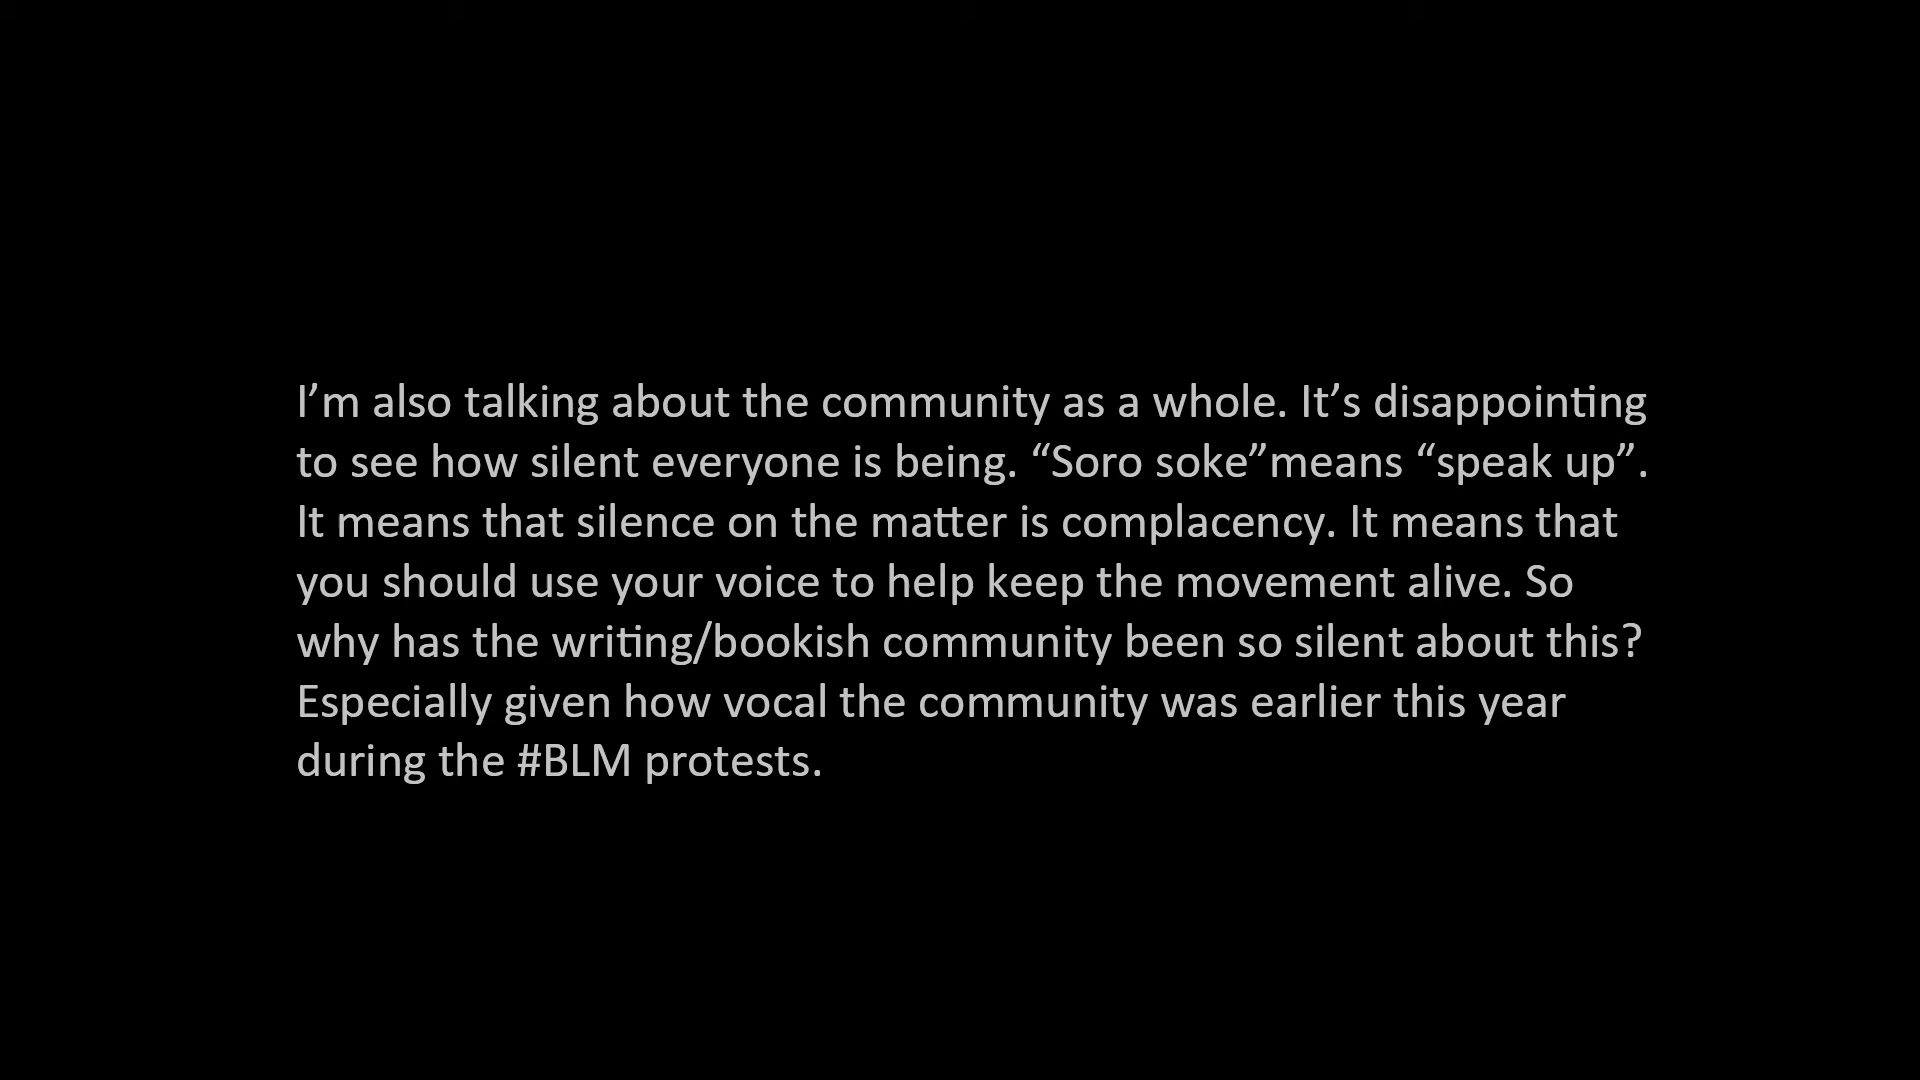 I’m also talking about the community as a whole. It’s disappointing
to see how silent everyone is being. “Soro soke”means “speak up”.
It means that silence on the matter is complacency. It means that
you should use your voice to help keep the movement alive. So
why has the writing/bookish community been so silent about this?
Especially given how vocal the community was earlier this year
during the #BLM protests.